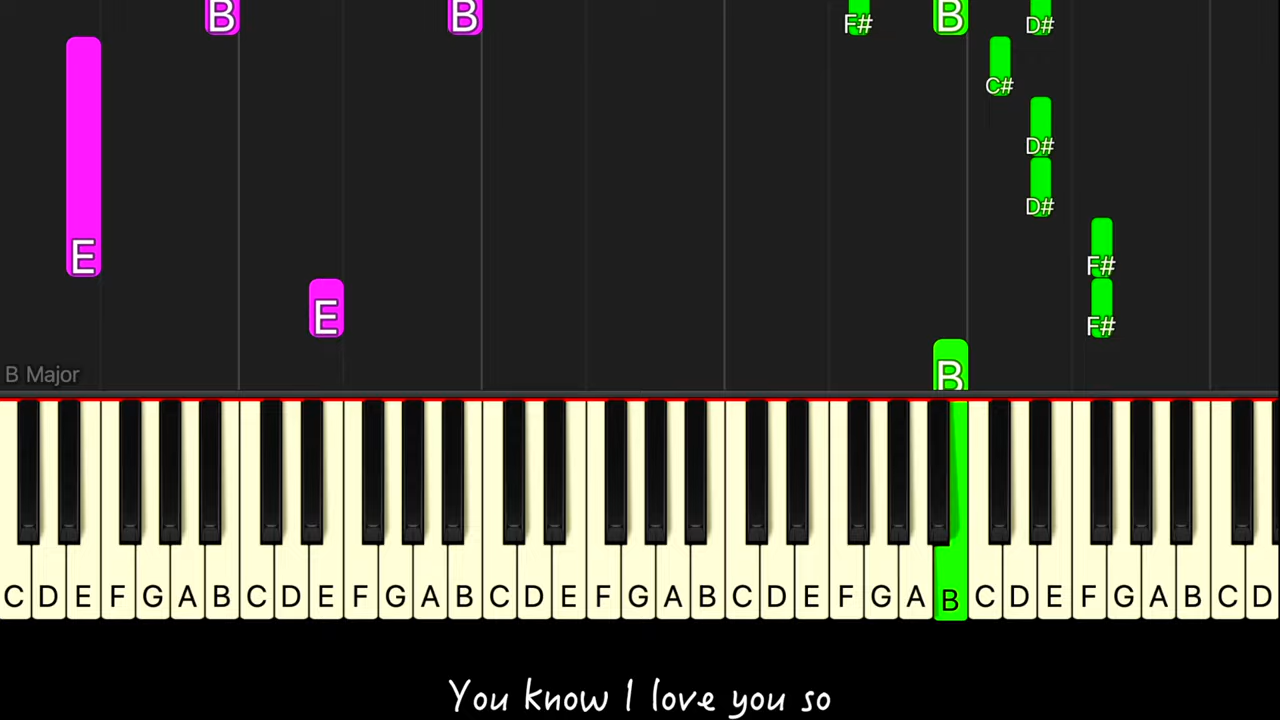 B B F# B D#
C#
D#
D#
E F#
E F#
B Major B
C D E F G A B C D E F G A B C D E F G A B C D E F G A B C D E F G A B C D
You know I love you so